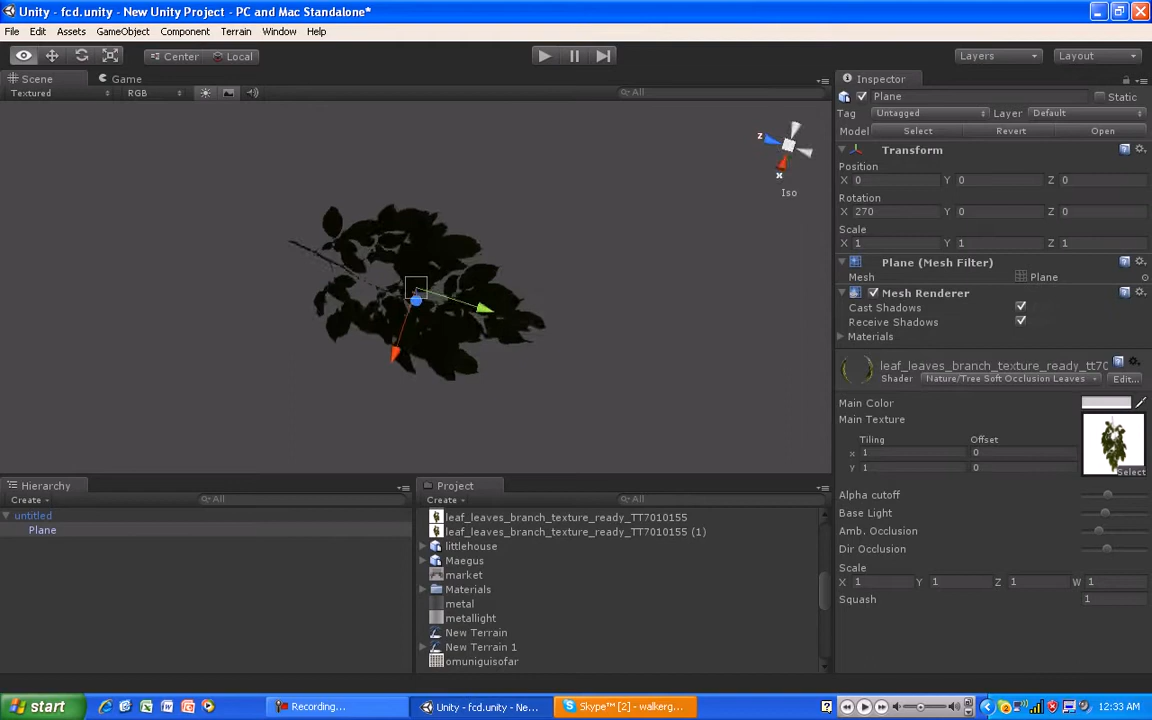 Unity - fcd.unity - New Unity Project - PC and Mac Standalone*
File Edit Assets GameObject Component Terrain Window Help
Center Local Layers Layout
Scene Game Inspector
Textured RGB All
Plane Static
Tag Untagged Layer Default
Model Select Revert Open
Transform
Position
X 0 Y 0 Z 0
Rotation
X 270 Y 0 Z 0
Scale
X 1 Y 1 Z 1
Plane (Mesh Filter)
Mesh Plane
Mesh Renderer
Cast Shadows
Receive Shadows
Materials
leaf_leaves_branch_texture_ready_tt70
Shader Nature/Tree Soft Occlusion Leaves Edit...
Main Color
Main Texture
Tiling Offset
x 1 0
y 1 0
Select
Alpha cutoff
Base Light
Amb. Occlusion
Dir Occlusion
Scale
X 1 Y 1 Z 1 W 1
Squash 1
z
x
Iso
Hierarchy
Create All
untitled
Plane
Project
Create All
leaf_leaves_branch_texture_ready_TT7010155
leaf_leaves_branch_texture_ready_TT7010155 (1)
littlehouse
Maegus
market
Materials
metal
metallight
New Terrain
New Terrain 1
omuniguisofar
start Recording... Unity - fcd.unity - Ne... Skype™ [2] - walkerg... 12:33 AM